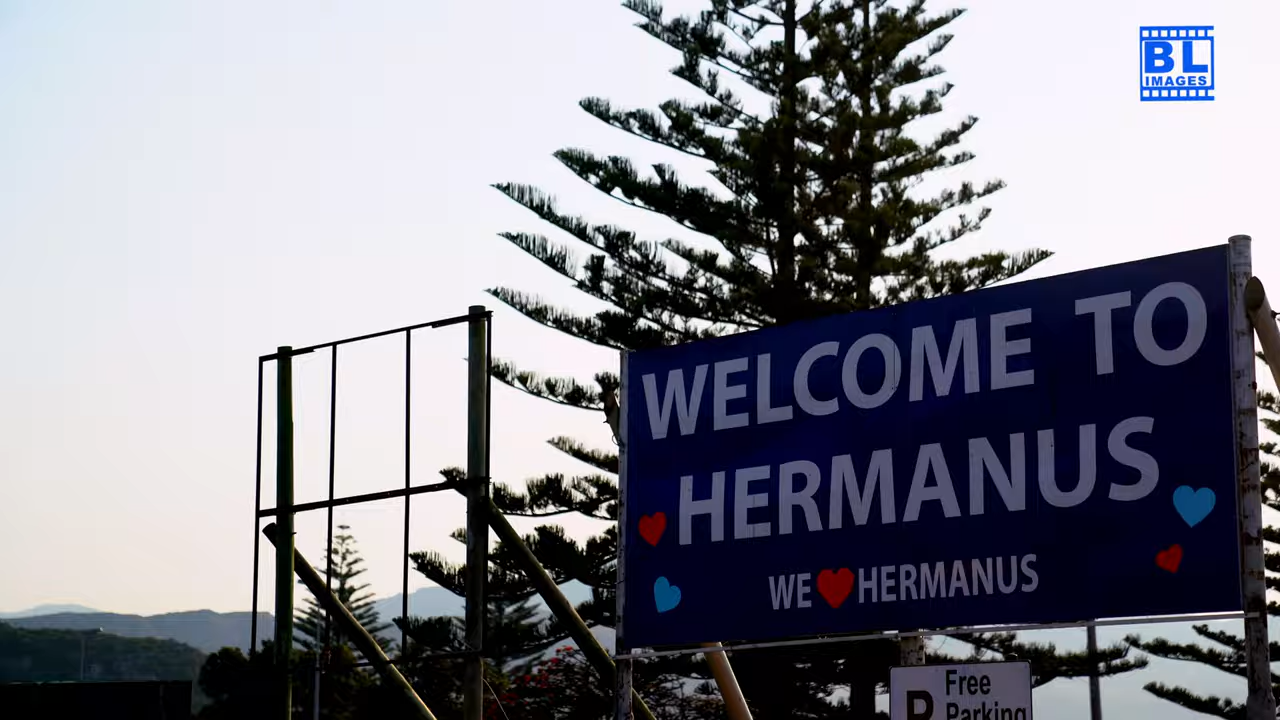 BL
IMAGES
WELCOME TO
HERMANUS
WE HERMANUS
P Free
Parking